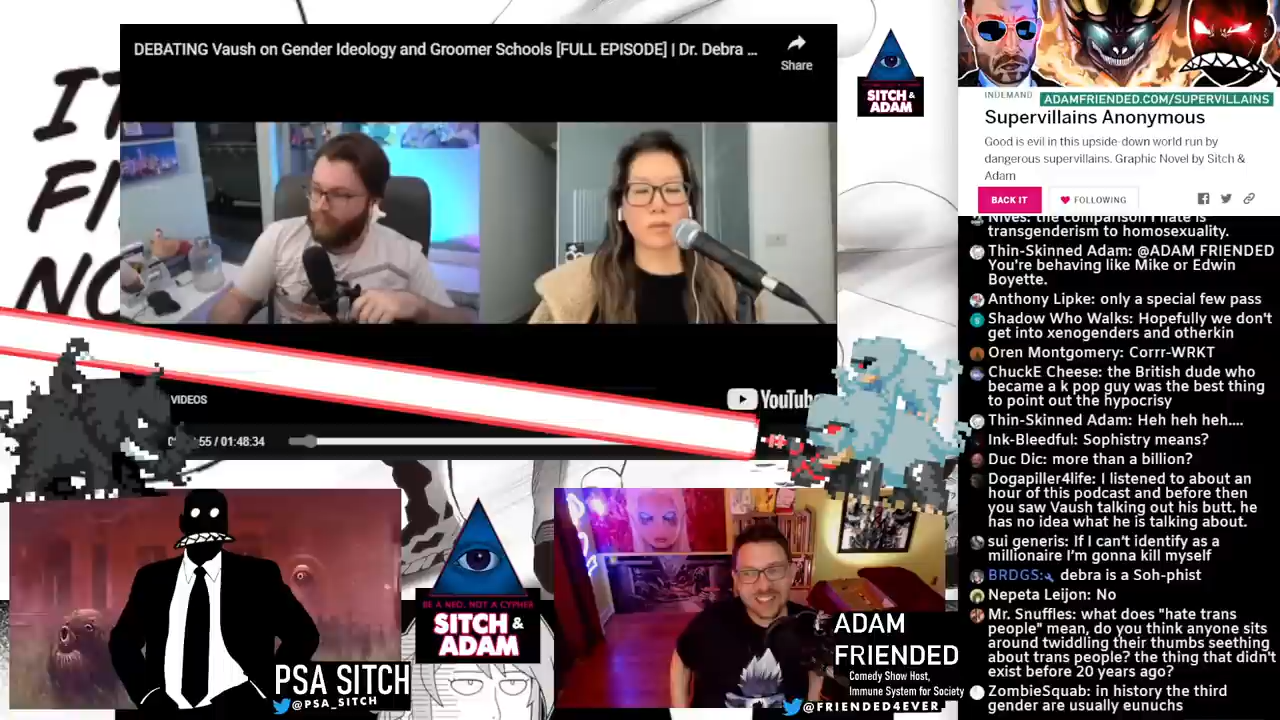 DEBATING Vaush on Gender Ideology and Groomer Schools [FULL EPISODE] | Dr. Debra ...
Share
SITCH &
ADAM
VIDEOS
YouTube
55 / 01:48:34
BE A NEO, NOT A CYPHER
SITCH &
ADAM
PSA SITCH
@PSA_SITCH
ADAM
FRIENDED
Comedy Show Host,
Immune System for Society
@FRIENDED4EVER
INDEMAND
ADAMFRIENDED.COM/SUPERVILLAINS
Supervillains Anonymous
Good is evil in this upside-down world run by
dangerous supervillains. Graphic Novel by Sitch &
Adam
BACK IT
FOLLOWING
Nives: the comparison I hate is
transgenderism to homosexuality.
Thin-Skinned Adam: @ADAM FRIENDED
You're behaving like Mike or Edwin
Boyette.
Anthony Lipke: only a special few pass
Shadow Who Walks: Hopefully we don't
get into xenogenders and otherkin
Oren Montgomery: Corrr-WRKT
ChuckE Cheese: the British dude who
became a k pop guy was the best thing
to point out the hypocrisy
Thin-Skinned Adam: Heh heh heh....
Ink-Bleedful: Sophistry means?
Duc Dic: more than a billion?
Dogapiller4life: I listened to about an
hour of this podcast and before then
you saw Vaush talking out his butt. he
has no idea what he is talking about.
sui generis: If I can't identify as a
millionaire I'm gonna kill myself
BRDGS: debra is a Soh-phist
Nepeta Leijon: No
Mr. Snuffles: what does "hate trans
people" mean, do you think anyone sits
around twiddling their thumbs seething
about trans people? the thing that didn't
exist before 20 years ago?
ZombieSquab: in history the third
gender are usually eunuchs